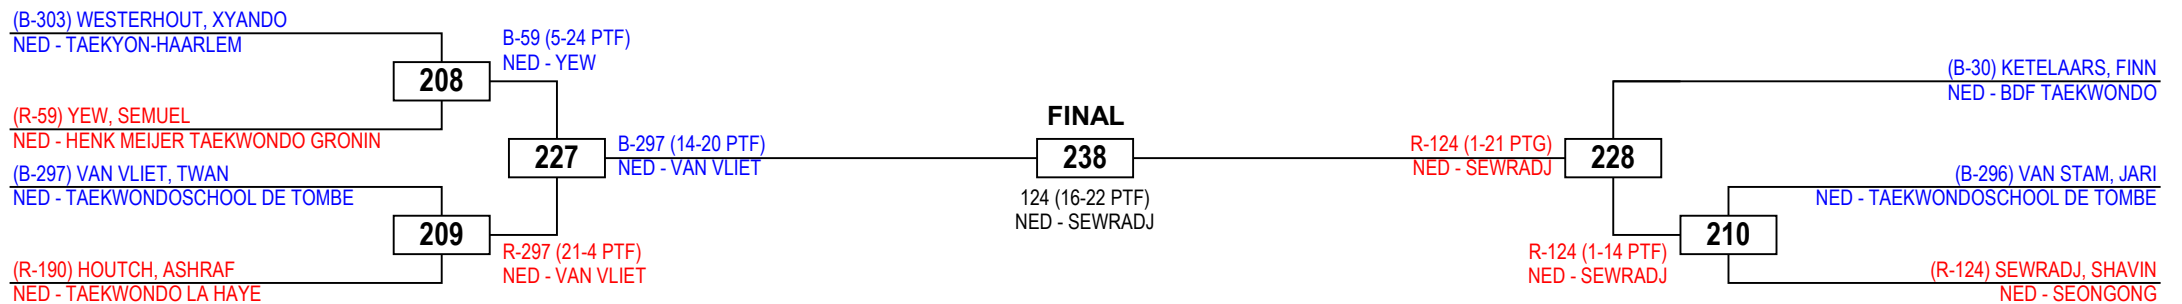 (B-303) WESTERHOUT, XYANDO
NED - TAEKYON-HAARLEM
208
(R-59) YEW, SEMUEL
NED - HENK MEIJER TAEKWONDO GRONIN
B-59 (5-24 PTF)
NED - YEW
(B-297) VAN VLIET, TWAN
NED - TAEKWONDOSCHOOL DE TOMBE
209
(R-190) HOUTCH, ASHRAF
NED - TAEKWONDO LA HAYE
R-297 (21-4 PTF)
NED - VAN VLIET
227
B-297 (14-20 PTF)
NED - VAN VLIET
FINAL
238
124 (16-22 PTF)
NED - SEWRADJ
R-124 (1-21 PTG)
NED - SEWRADJ
228
(B-30) KETELAARS, FINN
NED - BDF TAEKWONDO
R-124 (1-14 PTF)
NED - SEWRADJ
210
(B-296) VAN STAM, JARI
NED - TAEKWONDOSCHOOL DE TOMBE
(R-124) SEWRADJ, SHAVIN
NED - SEONGONG